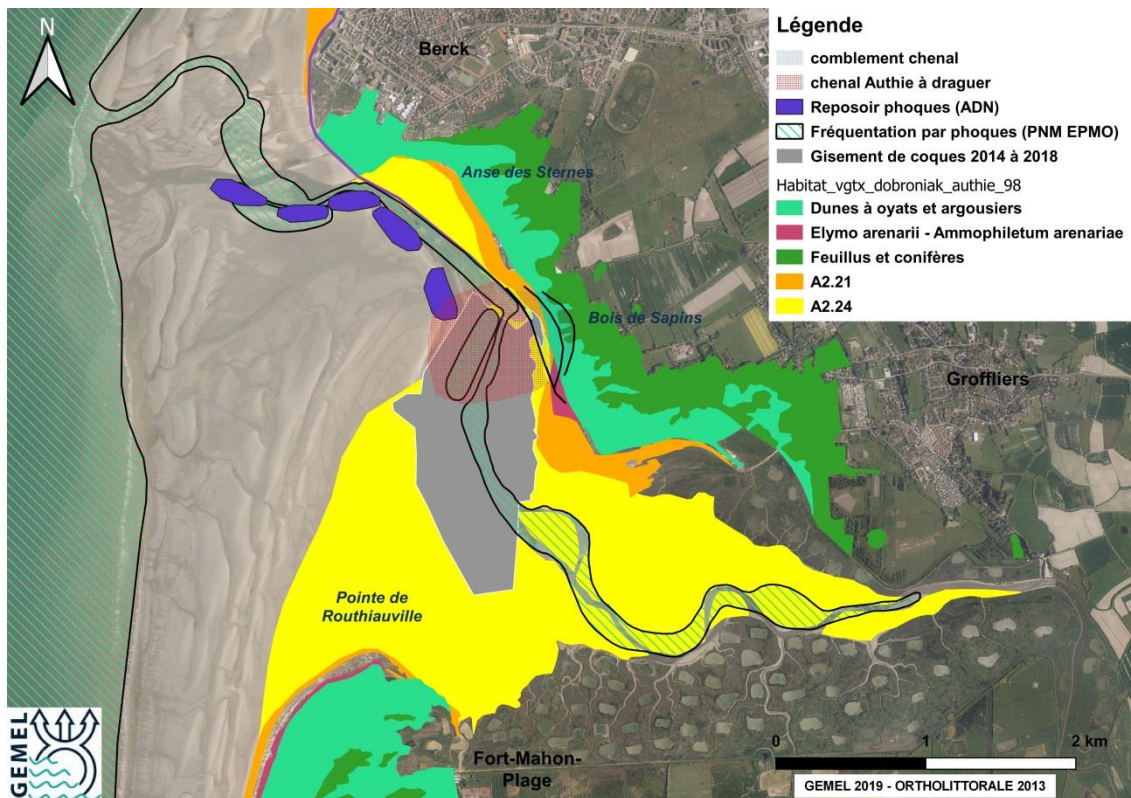 N
Berck
Anse des Sternes
Bois de Sapins
Groffliers
Pointe de
Routhiauville
Fort-Mahon-
Plage
Légende
comblement chenal
chenal Authie à draguer
Reposoir phoques (ADN)
Fréquentation par phoques (PNM EPMO)
Gisement de coques 2014 à 2018
Habitat_vgtx_dobroniak_authie_98
Dunes à oyats et argousiers
Elymo arenarii - Ammophiletum arenariae
Feuillus et conifères
A2.21
A2.24
0 1 2 km
GEMEL 2019 - ORTHOLITTORALE 2013
GEMEL